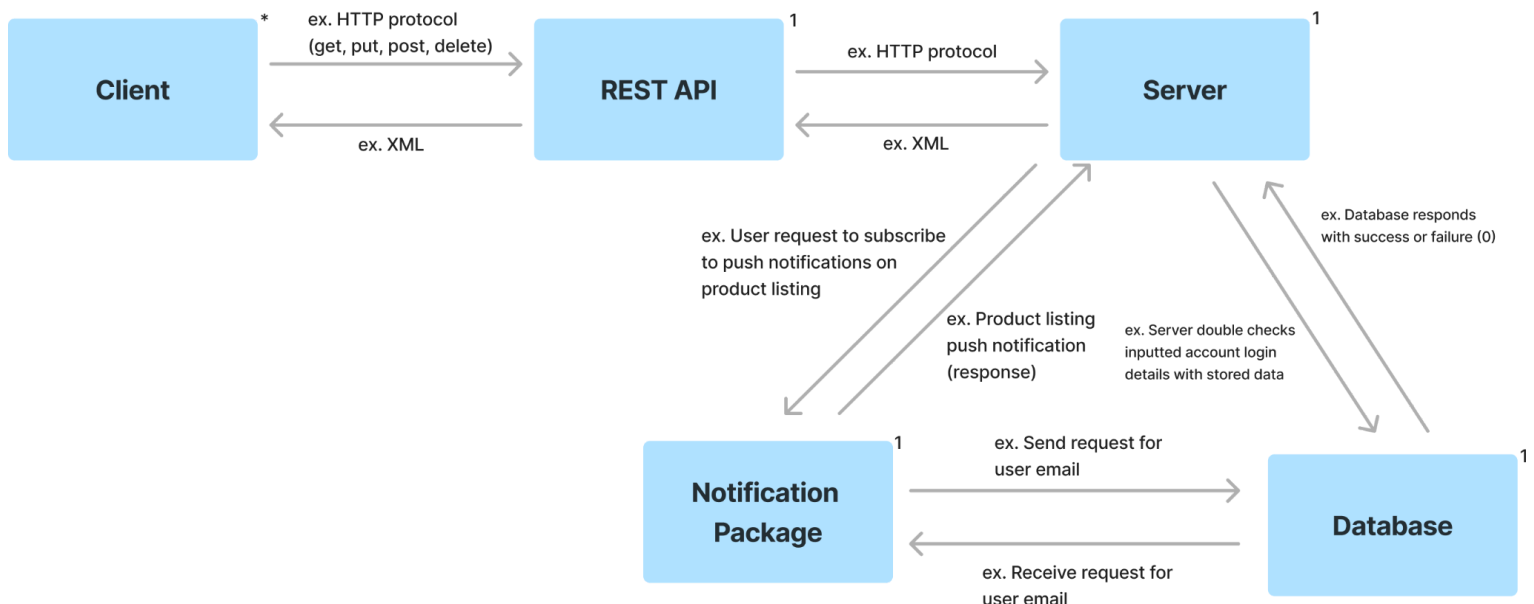 *
ex. HTTP protocol
(get, put, post, delete)
Client
ex. XML
1
REST API
ex. HTTP protocol
ex. XML
1
Server
ex. User request to subscribe
to push notifications on
product listing
ex. Product listing
push notification
(response)
ex. Server double checks
inputted account login
details with stored data
ex. Database responds
with success or failure (0)
1
Notification
Package
ex. Send request for
user email
ex. Receive request for
user email
1
Database